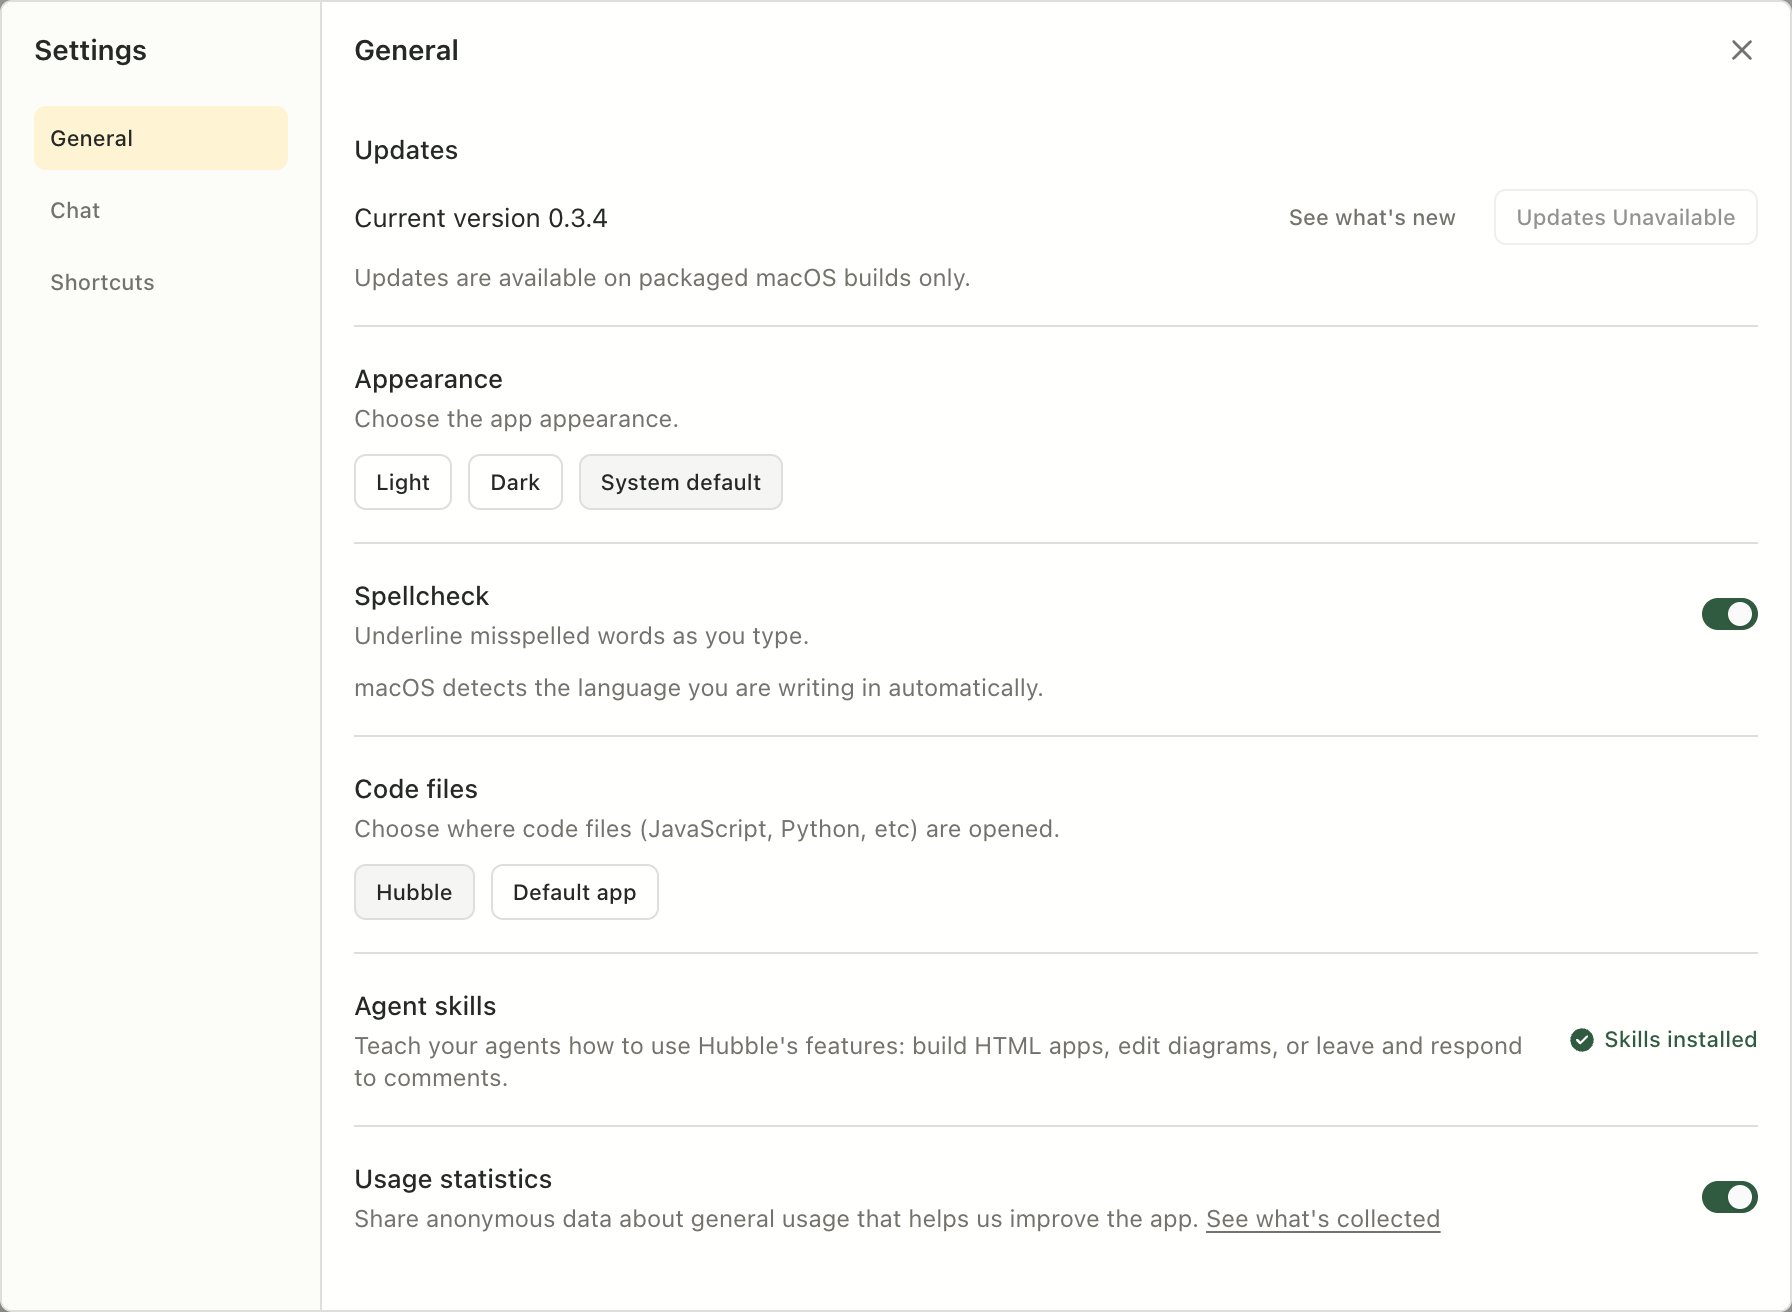 Settings
General
Chat
Shortcuts
General
Updates
Current version 0.3.4
See what's new
Updates Unavailable
Updates are available on packaged macOS builds only.
Appearance
Choose the app appearance.
Light
Dark
System default
Spellcheck
Underline misspelled words as you type.
macOS detects the language you are writing in automatically.
Code files
Choose where code files (JavaScript, Python, etc) are opened.
Hubble
Default app
Agent skills
Teach your agents how to use Hubble's features: build HTML apps, edit diagrams, or leave and respond
to comments.
Skills installed
Usage statistics
Share anonymous data about general usage that helps us improve the app. See what's collected